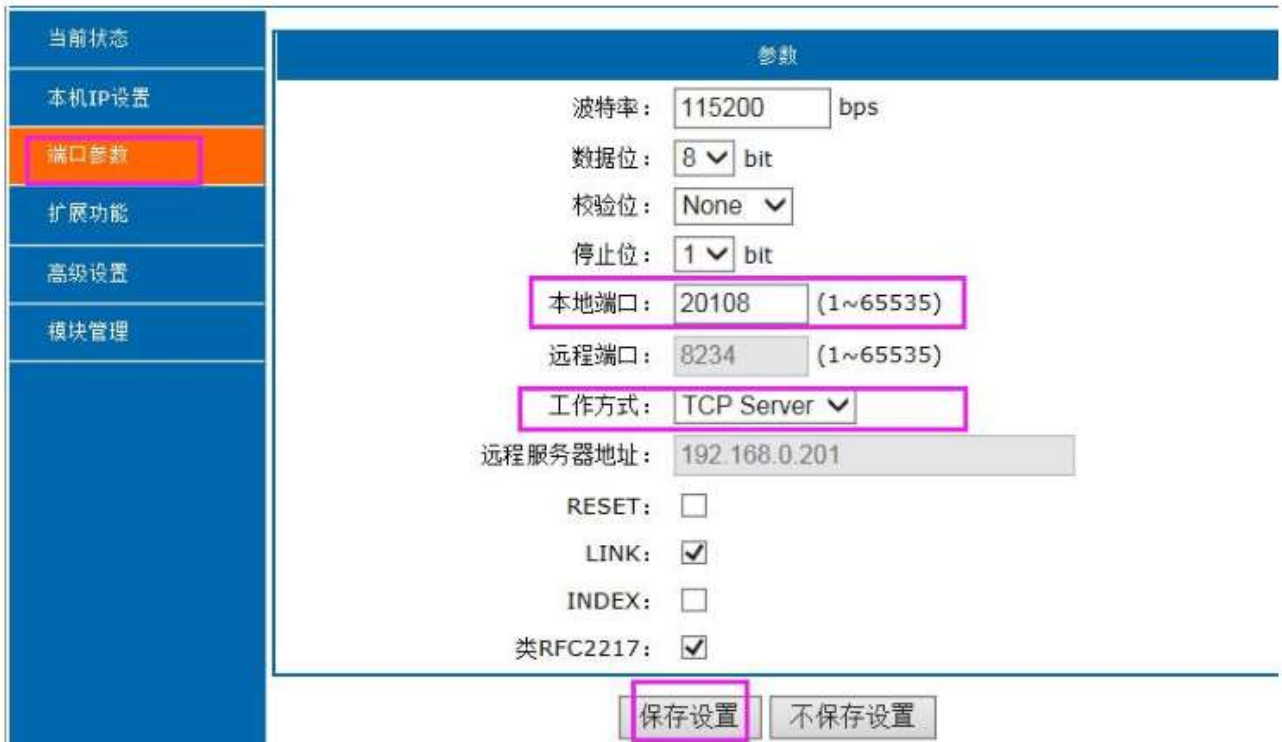 当前状态
本机IP设置
端口参数
扩展功能
高级设置
模块管理
参数
波特率： 115200 bps
数据位： 8 bit
校验位： None
停止位： 1 bit
本地端口： 20108 (1~65535)
远程端口： 8234 (1~65535)
工作方式： TCP Server
远程服务器地址： 192.168.0.201
RESET：
LINK：
INDEX：
类RFC2217：
保存设置 不保存设置